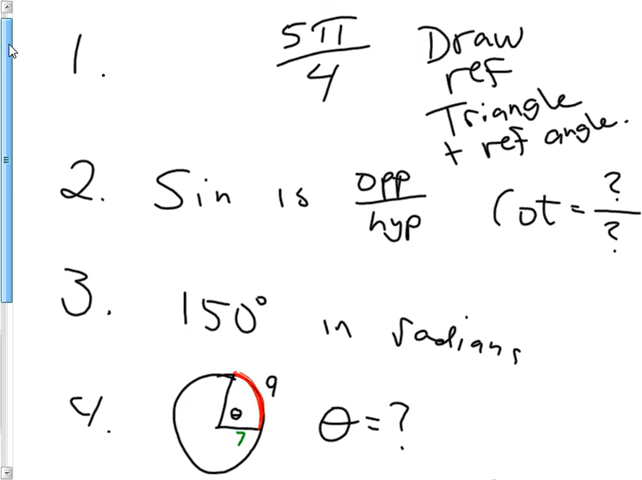 1. 5π/4 Draw
ref
Triangle
+ ref angle.
2. Sin is opp/hyp Cot = ?/?
3. 150° in radians
4. θ 9 7 θ = ?